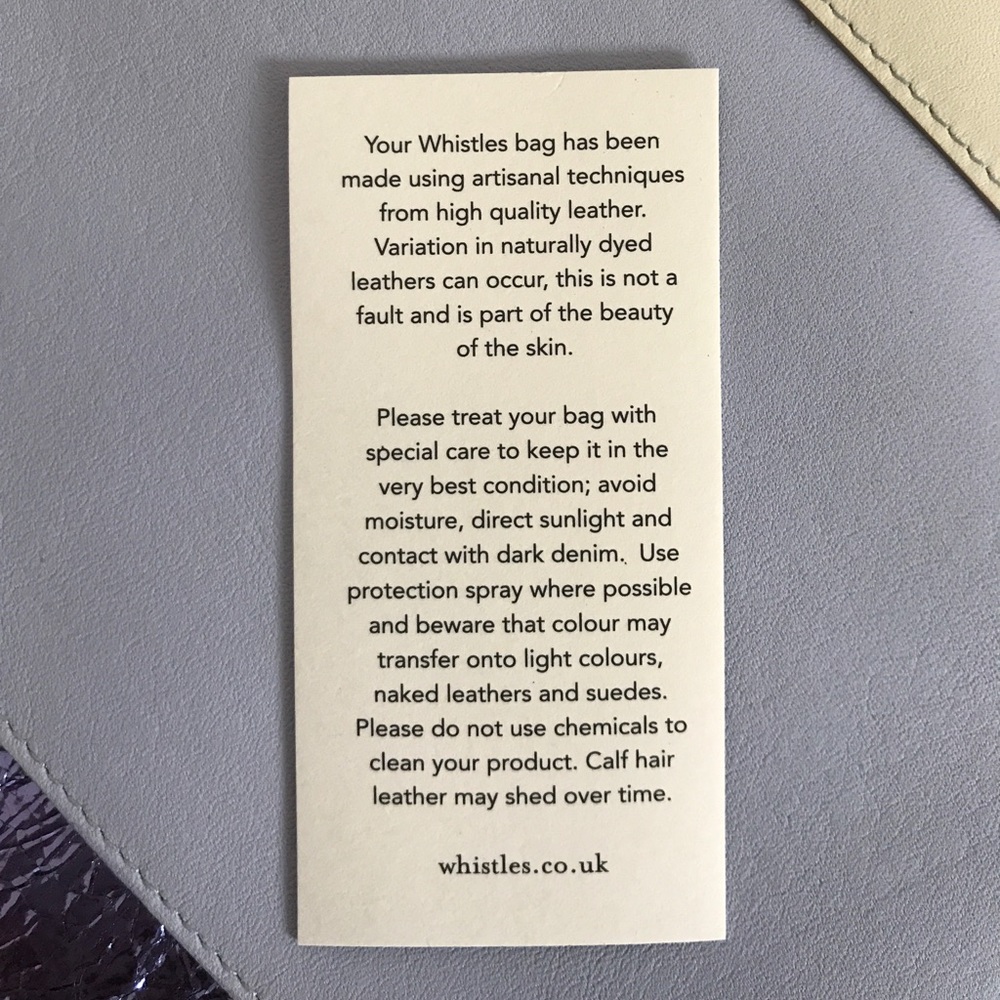 Your Whistles bag has been
made using artisanal techniques
from high quality leather.
Variation in naturally dyed
leathers can occur, this is not a
fault and is part of the beauty
of the skin.
Please treat your bag with
special care to keep it in the
very best condition; avoid
moisture, direct sunlight and
contact with dark denim.  Use
protection spray where possible
and beware that colour may
transfer onto light colours,
naked leathers and suedes.
Please do not use chemicals to
clean your product. Calf hair
leather may shed over time.
whistles.co.uk